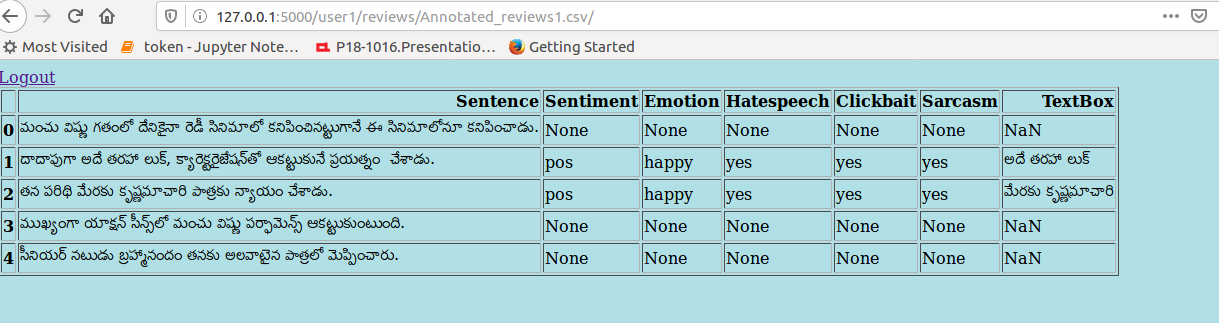 127.0.0.1:5000/user1/reviews/Annotated_reviews1.csv/
Most Visited token - Jupyter Note… P18-1016.Presentatio… Getting Started
Logout
Sentence Sentiment Emotion Hatespeech Clickbait Sarcasm TextBox
0 మంచు విష్ణు గతంలో దేనికైనా రెడీ సినిమాలో కనిపించినట్టుగానే ఈ సినిమాలోనూ కనిపించాడు. None None None None None NaN
1 దాదాపుగా అదే తరహా లుక్, క్యారెక్టరైజేషన్‌తో ఆకట్టుకునే ప్రయత్నం చేశాడు. pos happy yes yes yes అదే తరహా లుక్
2 తన పరిధి మేరకు కృష్ణమాచారి పాత్రకు న్యాయం చేశాడు. pos happy yes yes yes మేరకు కృష్ణమాచారి
3 ముఖ్యంగా యాక్షన్ సీన్స్‌లో మంచు విష్ణు పర్ఫామెన్స్ ఆకట్టుకుంటుంది. None None None None None NaN
4 సీనియర్ నటుడు బ్రహ్మానందం తనకు అలవాటైన పాత్రలో మెప్పించారు. None None None None None NaN